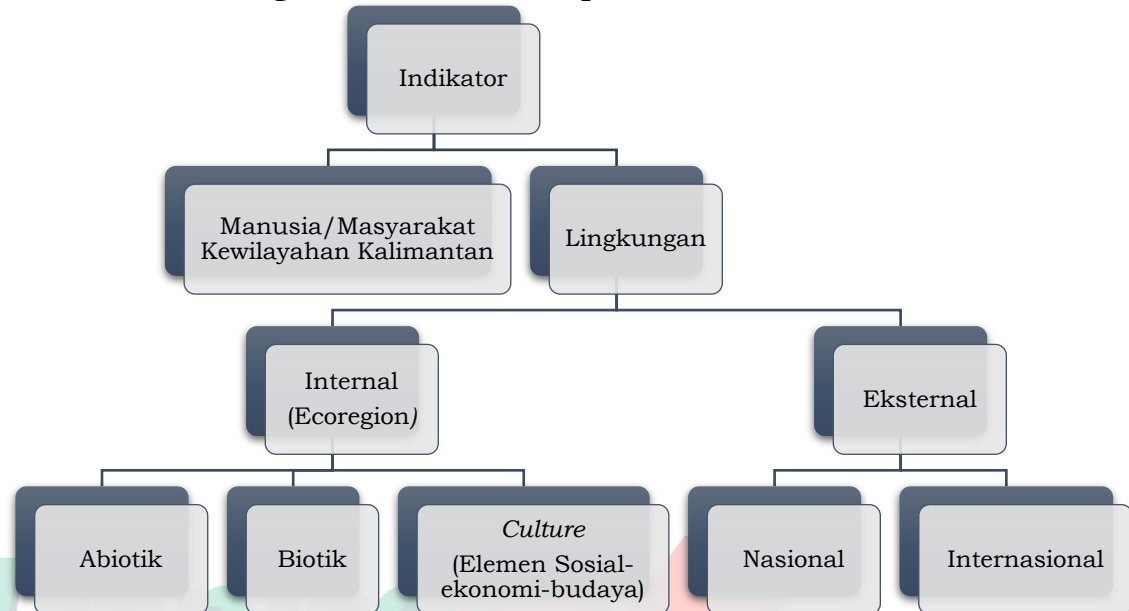 Indikator
Manusia/Masyarakat
Kewilayahan Kalimantan
Lingkungan
Internal
(Ecoregion)
Eksternal
Abiotik
Biotik
Culture
(Elemen Sosial-
ekonomi-budaya)
Nasional
Internasional